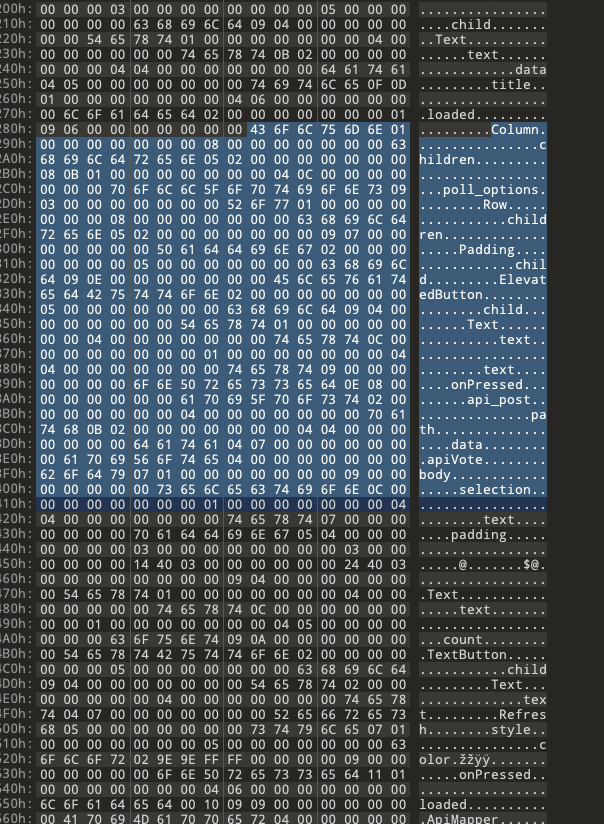 200h: 00 00 00 03 00 00 00 00 00 00 00 00 05 00 00 00 ................
210h: 00 00 00 00 63 68 69 6C 64 09 04 00 00 00 00 00 ....child.......
220h: 00 00 54 65 78 74 01 00 00 00 00 00 00 00 04 00 ..Text..........
230h: 00 00 00 00 00 00 74 65 78 74 0B 02 00 00 00 00 ......text......
240h: 00 00 00 04 04 00 00 00 00 00 00 00 64 61 74 61 ............data
250h: 04 05 00 00 00 00 00 00 00 74 69 74 6C 65 0F 0D .........title..
260h: 01 00 00 00 00 00 00 00 04 06 00 00 00 00 00 00 ................
270h: 00 6C 6F 61 64 65 64 02 00 00 00 00 00 00 00 01 .loaded.........
280h: 09 06 00 00 00 00 00 00 00 43 6F 6C 75 6D 6E 01 .........Column.
290h: 00 00 00 00 00 00 00 08 00 00 00 00 00 00 00 63 ...............c
2A0h: 68 69 6C 64 72 65 6E 05 02 00 00 00 00 00 00 00 hildren.........
2B0h: 08 0B 01 00 00 00 00 00 00 00 04 0C 00 00 00 00 ................
2C0h: 00 00 00 70 6F 6C 6C 5F 6F 70 74 69 6F 6E 73 09 ...poll_options.
2D0h: 03 00 00 00 00 00 00 00 52 6F 77 01 00 00 00 00 ........Row.....
2E0h: 00 00 00 08 00 00 00 00 00 00 00 63 68 69 6C 64 ...........child
2F0h: 72 65 6E 05 02 00 00 00 00 00 00 00 09 07 00 00 ren.............
300h: 00 00 00 00 00 50 61 64 64 69 6E 67 02 00 00 00 .....Padding....
310h: 00 00 00 00 05 00 00 00 00 00 00 00 63 68 69 6C ............chil
320h: 64 09 0E 00 00 00 00 00 00 00 45 6C 65 76 61 74 d.........Elevat
330h: 65 64 42 75 74 74 6F 6E 02 00 00 00 00 00 00 00 edButton........
340h: 05 00 00 00 00 00 00 00 63 68 69 6C 64 09 04 00 ........child...
350h: 00 00 00 00 00 00 54 65 78 74 01 00 00 00 00 00 ......Text......
360h: 00 00 04 00 00 00 00 00 00 00 74 65 78 74 0C 00 ..........text..
370h: 00 00 00 00 00 00 00 01 00 00 00 00 00 00 00 04 ................
380h: 04 00 00 00 00 00 00 00 74 65 78 74 09 00 00 00 ........text....
390h: 00 00 00 00 6F 6E 50 72 65 73 73 65 64 0E 08 00 ....onPressed...
3A0h: 00 00 00 00 00 00 61 70 69 5F 70 6F 73 74 02 00 ......api_post..
3B0h: 00 00 00 00 00 00 04 00 00 00 00 00 00 00 70 61 ..............pa
3C0h: 74 68 0B 02 00 00 00 00 00 00 00 04 04 00 00 00 th..............
3D0h: 00 00 00 00 64 61 74 61 04 07 00 00 00 00 00 00 ....data........
3E0h: 00 61 70 69 56 6F 74 65 04 00 00 00 00 00 00 00 .apiVote........
3F0h: 62 6F 64 79 07 01 00 00 00 00 00 00 00 09 00 00 body............
400h: 00 00 00 00 00 73 65 6C 65 63 74 69 6F 6E 0C 00 .....selection..
410h: 00 00 00 00 00 00 00 01 00 00 00 00 00 00 00 04 ................
420h: 04 00 00 00 00 00 00 00 74 65 78 74 07 00 00 00 ........text....
430h: 00 00 00 00 70 61 64 64 69 6E 67 05 04 00 00 00 ....padding.....
440h: 00 00 00 00 03 00 00 00 00 00 00 00 00 03 00 00 ................
450h: 00 00 00 00 14 40 03 00 00 00 00 00 00 24 40 03 .....@.......$@.
460h: 00 00 00 00 00 00 00 00 09 04 00 00 00 00 00 00 ................
470h: 00 54 65 78 74 01 00 00 00 00 00 00 00 04 00 00 .Text...........
480h: 00 00 00 00 00 74 65 78 74 0C 00 00 00 00 00 00 .....text.......
490h: 00 00 01 00 00 00 00 00 00 00 04 05 00 00 00 00 ................
4A0h: 00 00 00 63 6F 75 6E 74 09 0A 00 00 00 00 00 00 ...count........
4B0h: 00 54 65 78 74 42 75 74 74 6F 6E 02 00 00 00 00 .TextButton.....
4C0h: 00 00 00 05 00 00 00 00 00 00 00 63 68 69 6C 64 ...........child
4D0h: 09 04 00 00 00 00 00 00 00 54 65 78 74 02 00 00 .........Text...
4E0h: 00 00 00 00 00 04 00 00 00 00 00 00 00 74 65 78 .............tex
4F0h: 74 04 07 00 00 00 00 00 00 00 52 65 66 72 65 73 t.........Refres
500h: 68 05 00 00 00 00 00 00 00 73 74 79 6C 65 07 01 h........style..
510h: 00 00 00 00 00 00 00 05 00 00 00 00 00 00 00 63 ...............c
520h: 6F 6C 6F 72 02 9E 9E FF FF 00 00 00 00 09 00 00 olor.žžÿÿ.......
530h: 00 00 00 00 00 6F 6E 50 72 65 73 73 65 64 11 01 .....onPressed..
540h: 00 00 00 00 00 00 00 04 06 00 00 00 00 00 00 00 ................
550h: 6C 6F 61 64 65 64 00 10 09 09 00 00 00 00 00 00 loaded..........
560h: 00 41 70 69 4D 61 70 70 65 72 04 00 00 00 00 00 .ApiMapper......